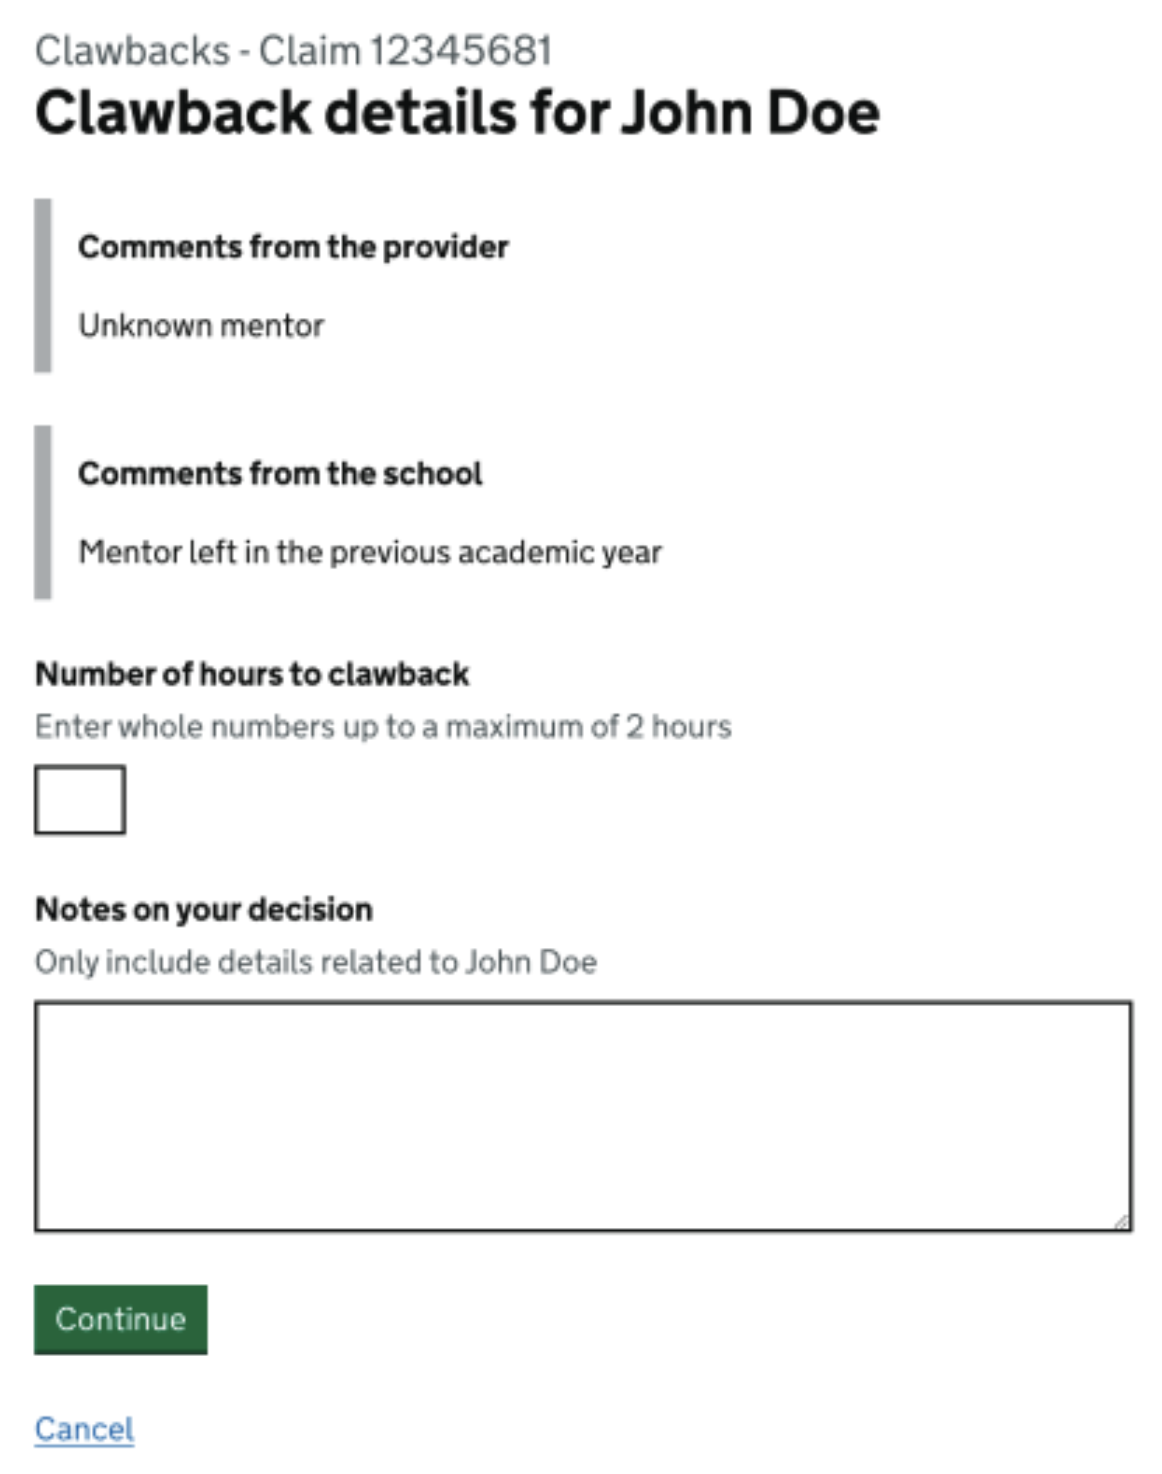 Clawbacks - Claim 12345681
Clawback details for John Doe
Comments from the provider
Unknown mentor
Comments from the school
Mentor left in the previous academic year
Number of hours to clawback
Enter whole numbers up to a maximum of 2 hours
Notes on your decision
Only include details related to John Doe
Continue
Cancel